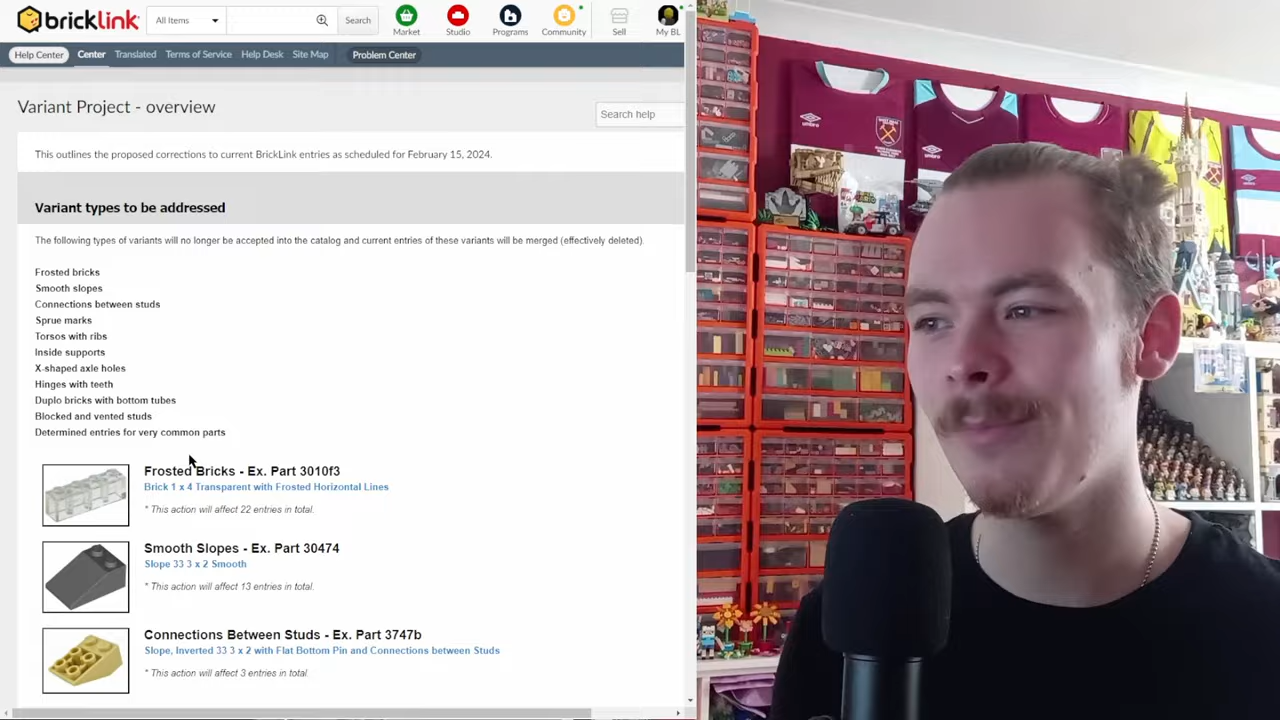 bricklink
All Items
Search
Market
Studio
Programs
Community
Sell
My BL
Help Center
Center
Translated
Terms of Service
Help Desk
Site Map
Problem Center
Variant Project - overview
Search help
This outlines the proposed corrections to current BrickLink entries as scheduled for February 15, 2024.
Variant types to be addressed
The following types of variants will no longer be accepted into the catalog and current entries of these variants will be merged (effectively deleted).
Frosted bricks
Smooth slopes
Connections between studs
Sprue marks
Torsos with ribs
Inside supports
X-shaped axle holes
Hinges with teeth
Duplo bricks with bottom tubes
Blocked and vented studs
Determined entries for very common parts
Frosted Bricks - Ex. Part 3010f3
Brick 1 x 4 Transparent with Frosted Horizontal Lines
* This action will affect 22 entries in total.
Smooth Slopes - Ex. Part 30474
Slope 33 3 x 2 Smooth
* This action will affect 13 entries in total.
Connections Between Studs - Ex. Part 3747b
Slope, Inverted 33 3 x 2 with Flat Bottom Pin and Connections between Studs
* This action will affect 3 entries in total.
umbro
umbro
umbro